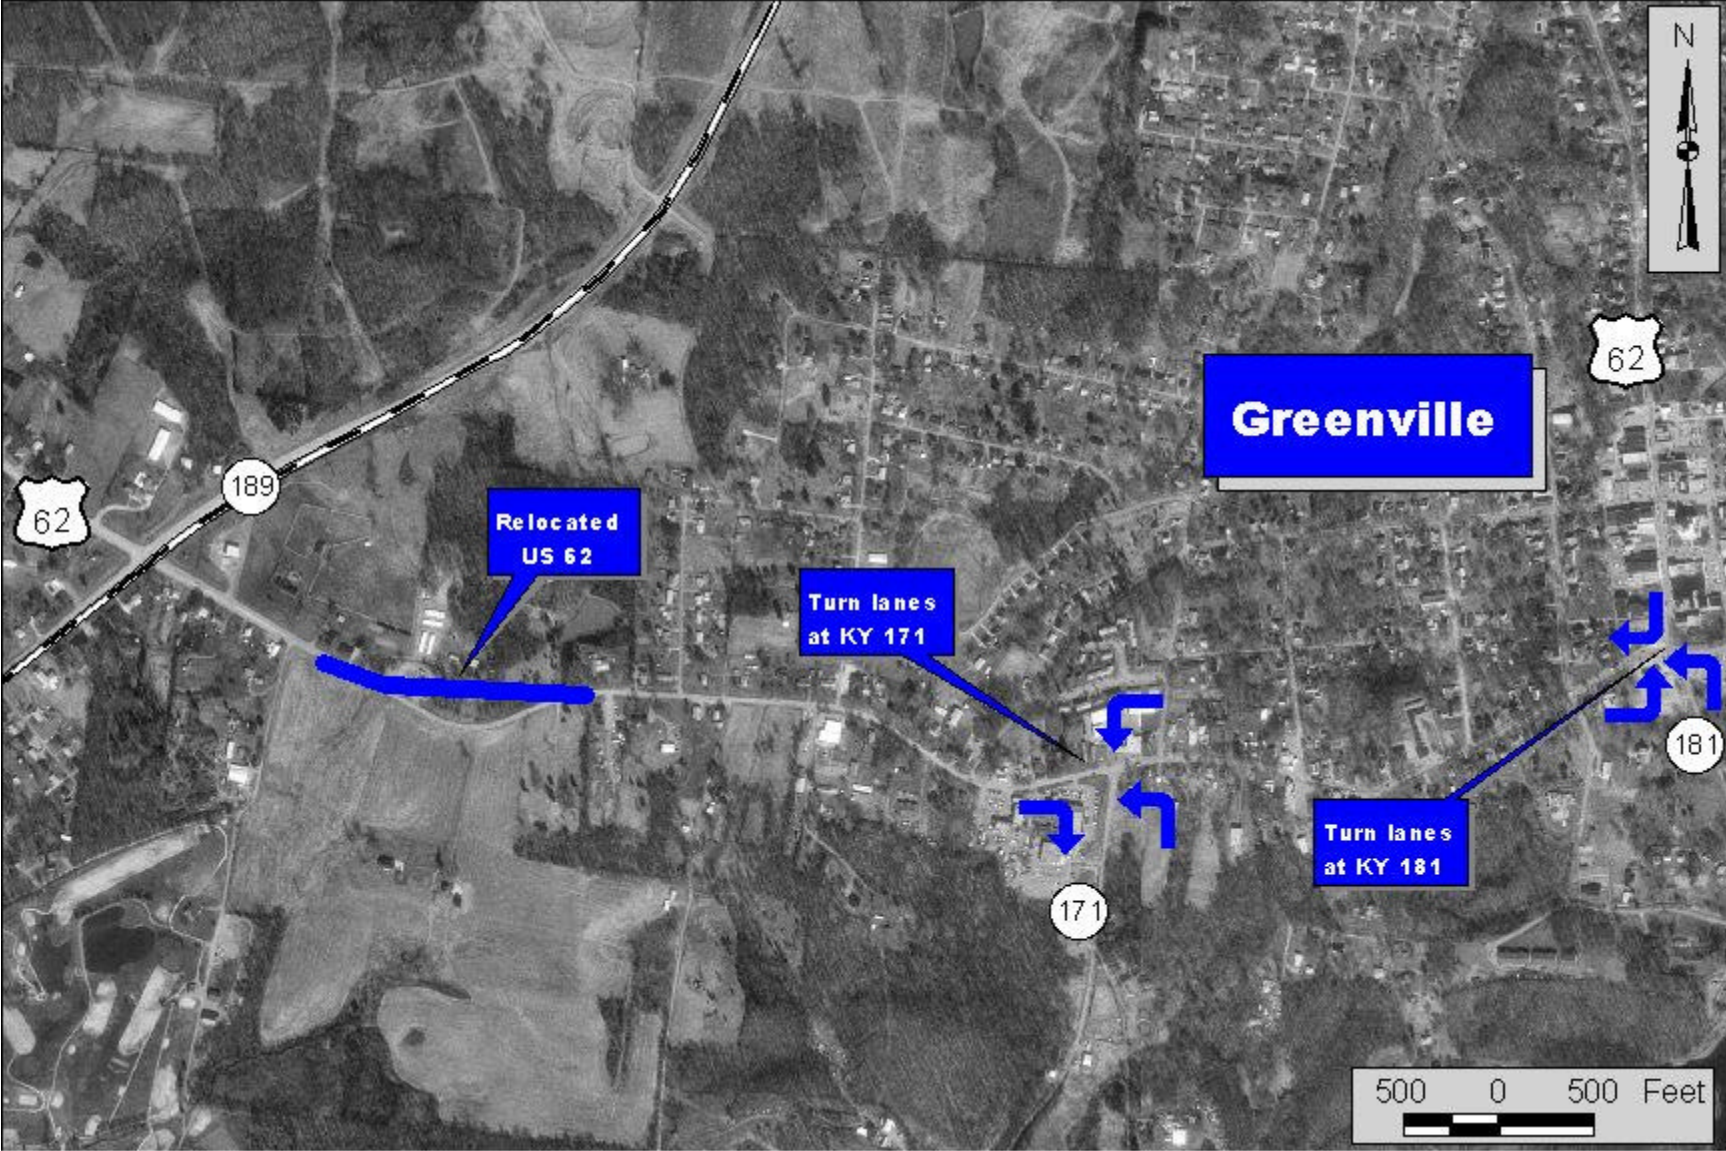 N
62
Greenville
189
62
Relocated
US 62
Turn lanes
at KY 171
181
Turn lanes
at KY 181
171
500 0 500 Feet